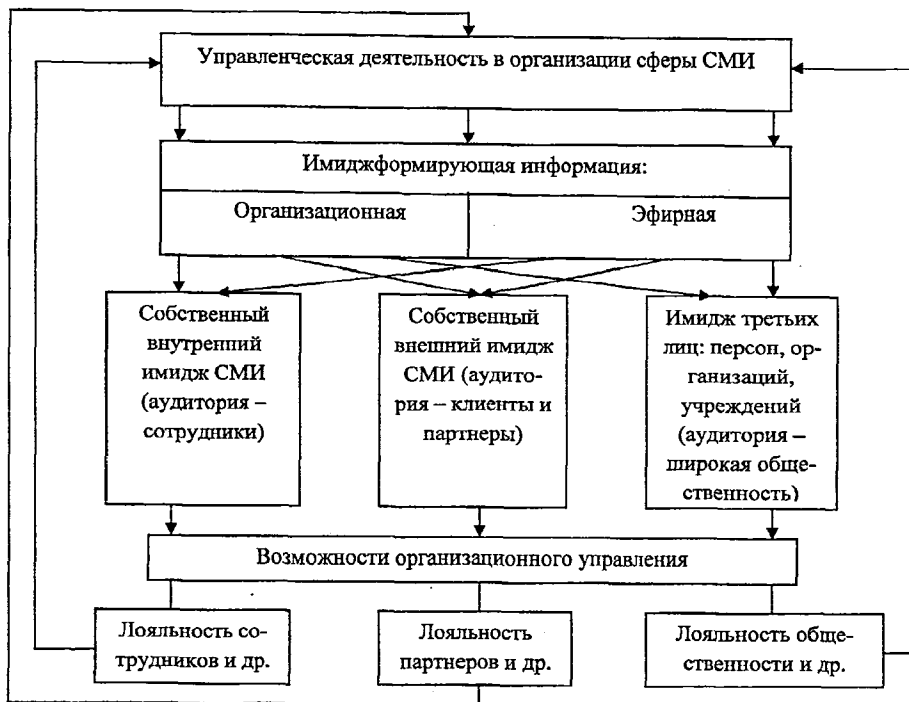 Управленческая деятельность в организации сферы СМИ
Имиджформирующая информация:
Организационная
Эфирная
Собственный
внутренний
имидж СМИ
(аудитория –
сотрудники)
Собственный
внешний имидж
СМИ (аудито-
рия – клиенты и
партнеры)
Имидж третьих
лиц: персон, ор-
ганизаций,
учреждений
(аудитория –
широкая обще-
ственность)
Возможности организационного управления
Лояльность со-
трудников и др.
Лояльность
партнеров и др.
Лояльность обще-
ственности и др.